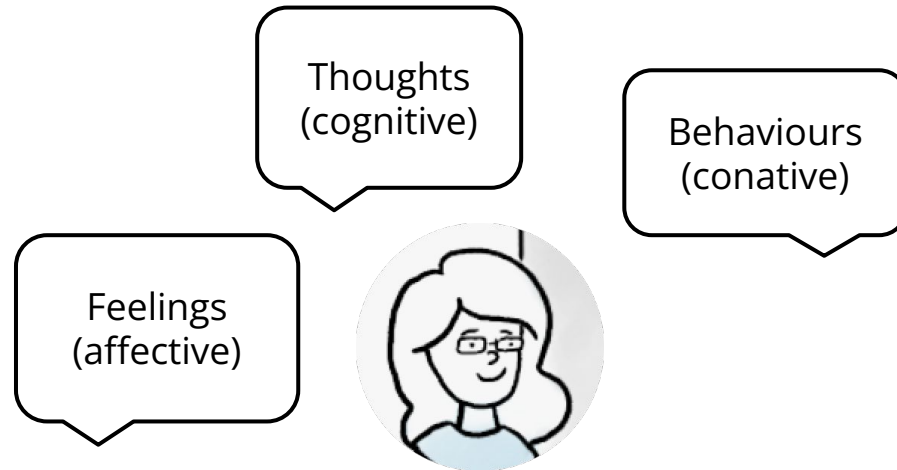 Thoughts
(cognitive)
Behaviours
(conative)
Feelings
(affective)